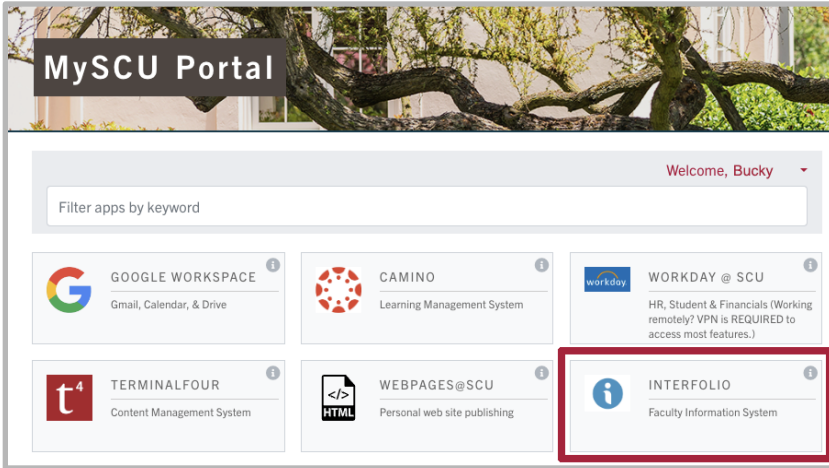 MySCU Portal
Welcome, Bucky
Filter apps by keyword
GOOGLE WORKSPACE
Gmail, Calendar, & Drive
CAMINO
Learning Management System
workday
WORKDAY @ SCU
HR, Student & Financials (Working
remotely? VPN is REQUIRED to
access most features.)
t4
TERMINALFOUR
Content Management System
</>
HTML
WEBPAGES@SCU
Personal web site publishing
INTERFOLIO
Faculty Information System